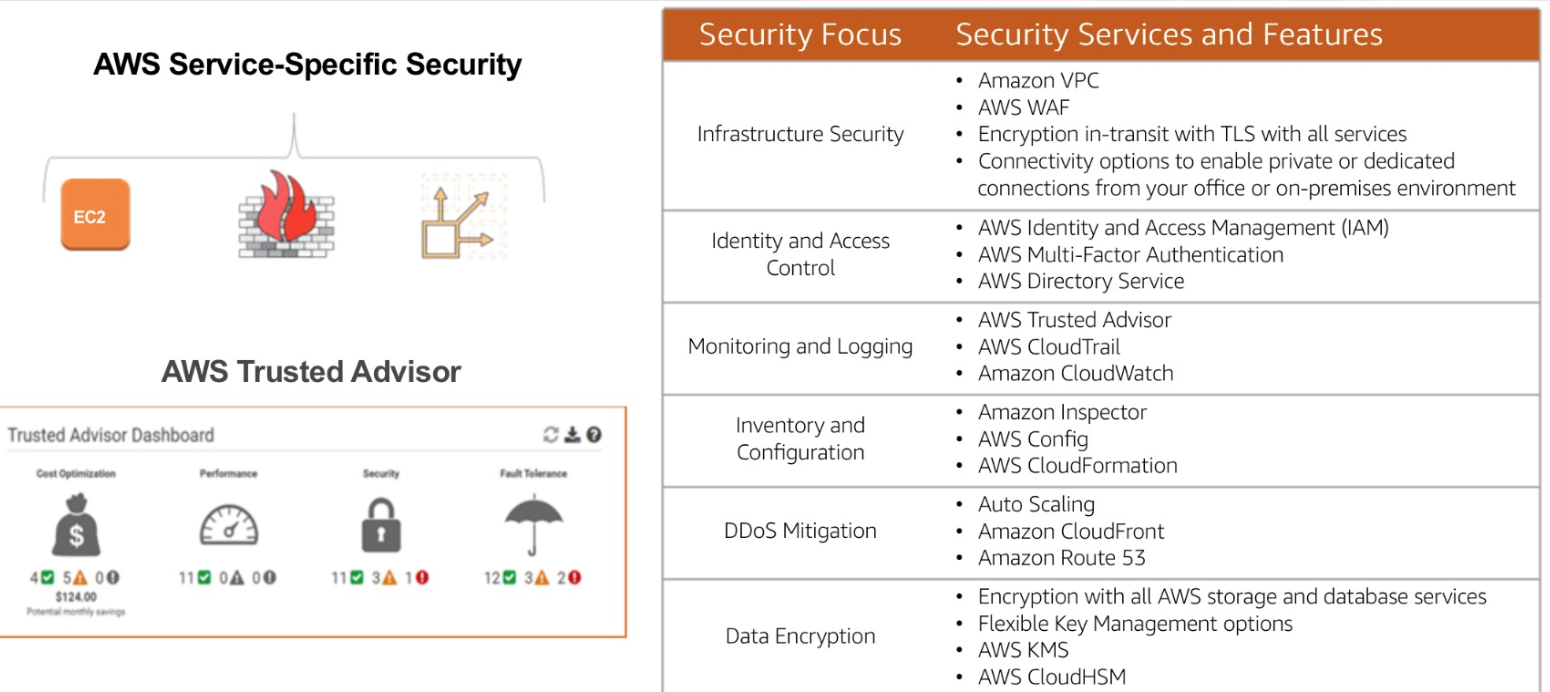 AWS Service-Specific Security
EC2
AWS Trusted Advisor
Trusted Advisor Dashboard
Cost Optimization
Performance
Security
Fault Tolerance
$
4 5 0
11 0 0
11 3 1
12 3 2
$124.00
Potential monthly savings
Security Focus Security Services and Features
Infrastructure Security
• Amazon VPC
• AWS WAF
• Encryption in-transit with TLS with all services
• Connectivity options to enable private or dedicated
connections from your office or on-premises environment
Identity and Access
Control
• AWS Identity and Access Management (IAM)
• AWS Multi-Factor Authentication
• AWS Directory Service
Monitoring and Logging
• AWS Trusted Advisor
• AWS CloudTrail
• Amazon CloudWatch
Inventory and
Configuration
• Amazon Inspector
• AWS Config
• AWS CloudFormation
DDoS Mitigation
• Auto Scaling
• Amazon CloudFront
• Amazon Route 53
Data Encryption
• Encryption with all AWS storage and database services
• Flexible Key Management options
• AWS KMS
• AWS CloudHSM